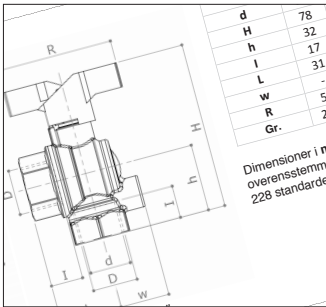 d 78
H 32
h 17
I 31
L
w
R 5
Gr. 2
Dimensioner i
overensstemm
228 standarde
R
H
h
I
D
I
d
D
w